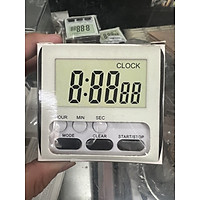 CLOCK
8:88 88
OUR MIN SEC
MODE CLEAR START/STOP